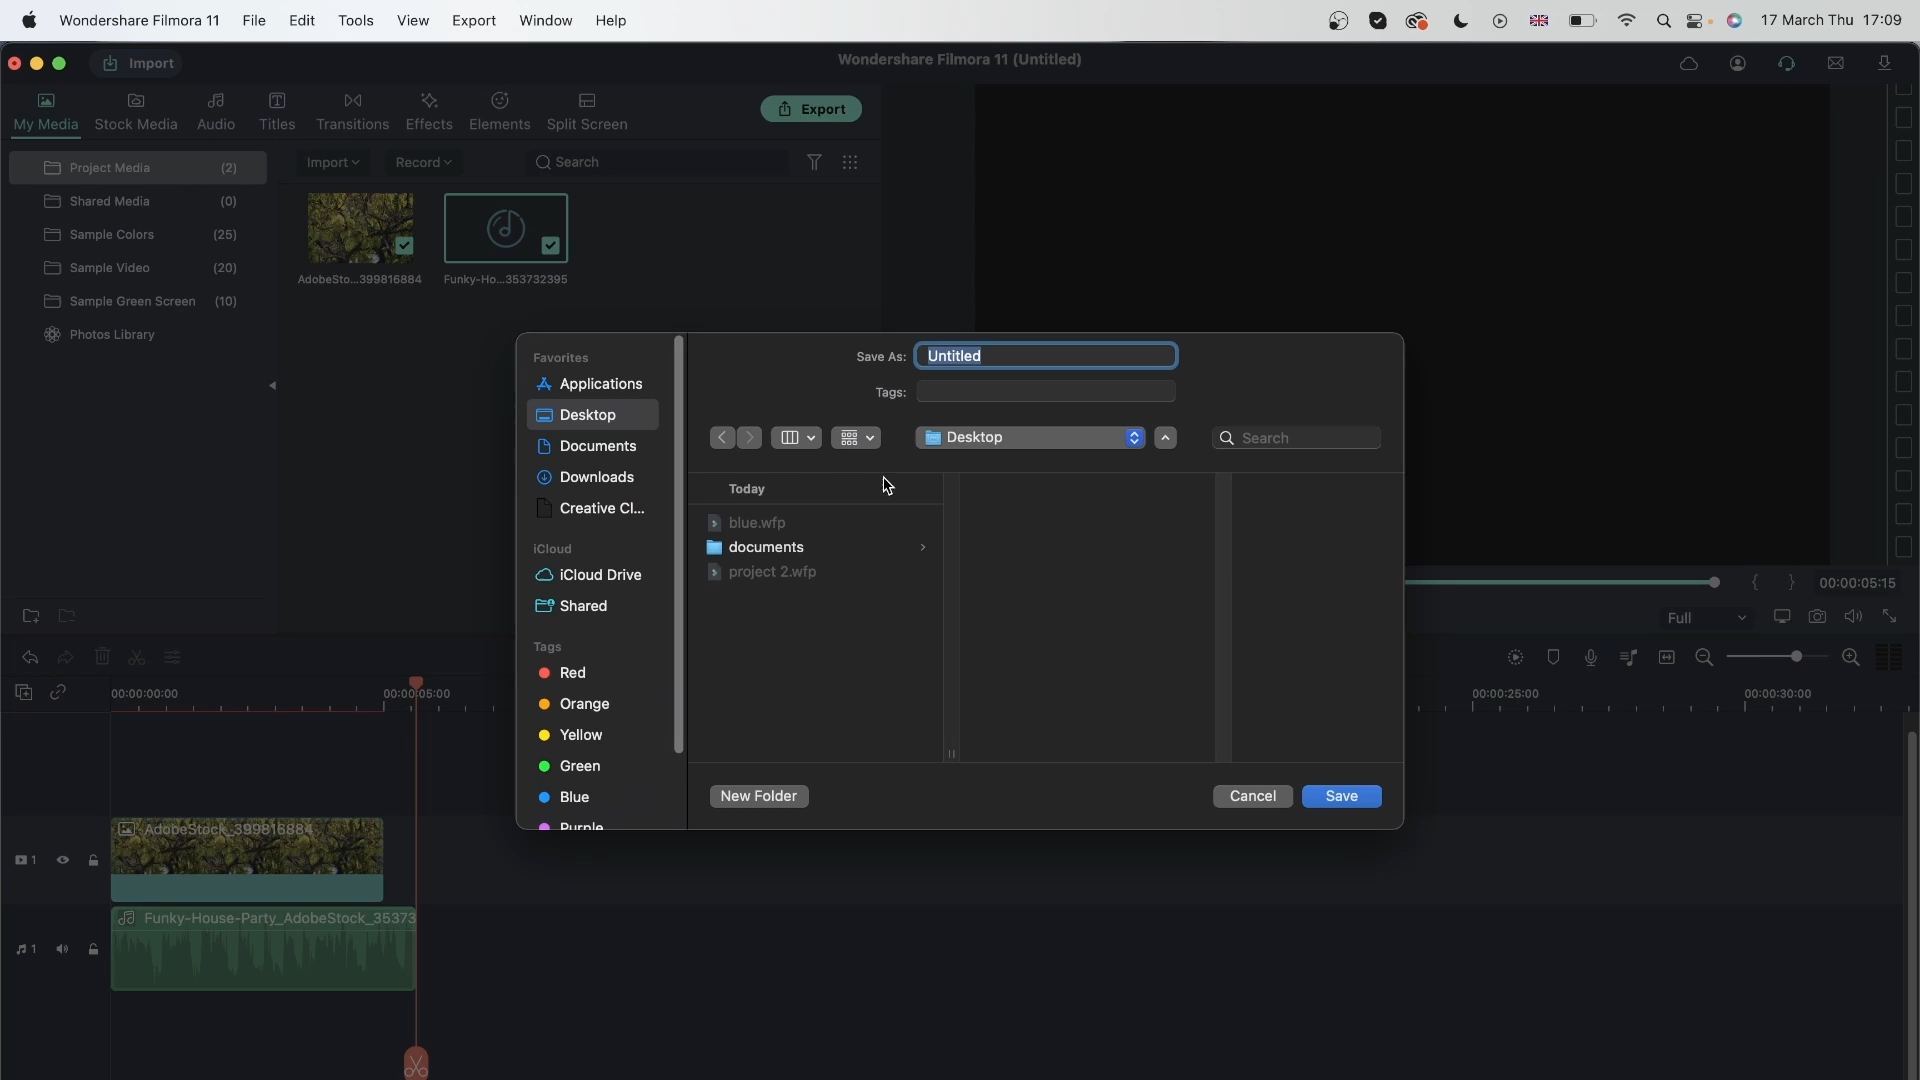 Wondershare Filmora 11 File Edit Tools View Export Window Help 17 March Thu 17:09
Import Wondershare Filmora 11 (Untitled)
My Media Stock Media Audio Titles Transitions Effects Elements Split Screen Export
Project Media (2) Import Record Search
Shared Media (0)
Sample Colors (25)
Sample Video (20)
AdobeSto...399816884 Funky-Ho...353732395
Sample Green Screen (10)
Photos Library
Favorites
Applications
Desktop
Documents
Downloads
Creative Cl...
iCloud
iCloud Drive
Shared
Tags
Red
Orange
Yellow
Green
Blue
Purple
Save As: Untitled
Tags:
Desktop Search
Today
blue.wfp
documents
project 2.wfp
New Folder Cancel Save
{ } 00:00:05:15
Full
00:00:00:00 00:00:05:00 00:00:25:00 00:00:30:00
AdobeStock_399816884
1
Funky-House-Party_AdobeStock_35373
1